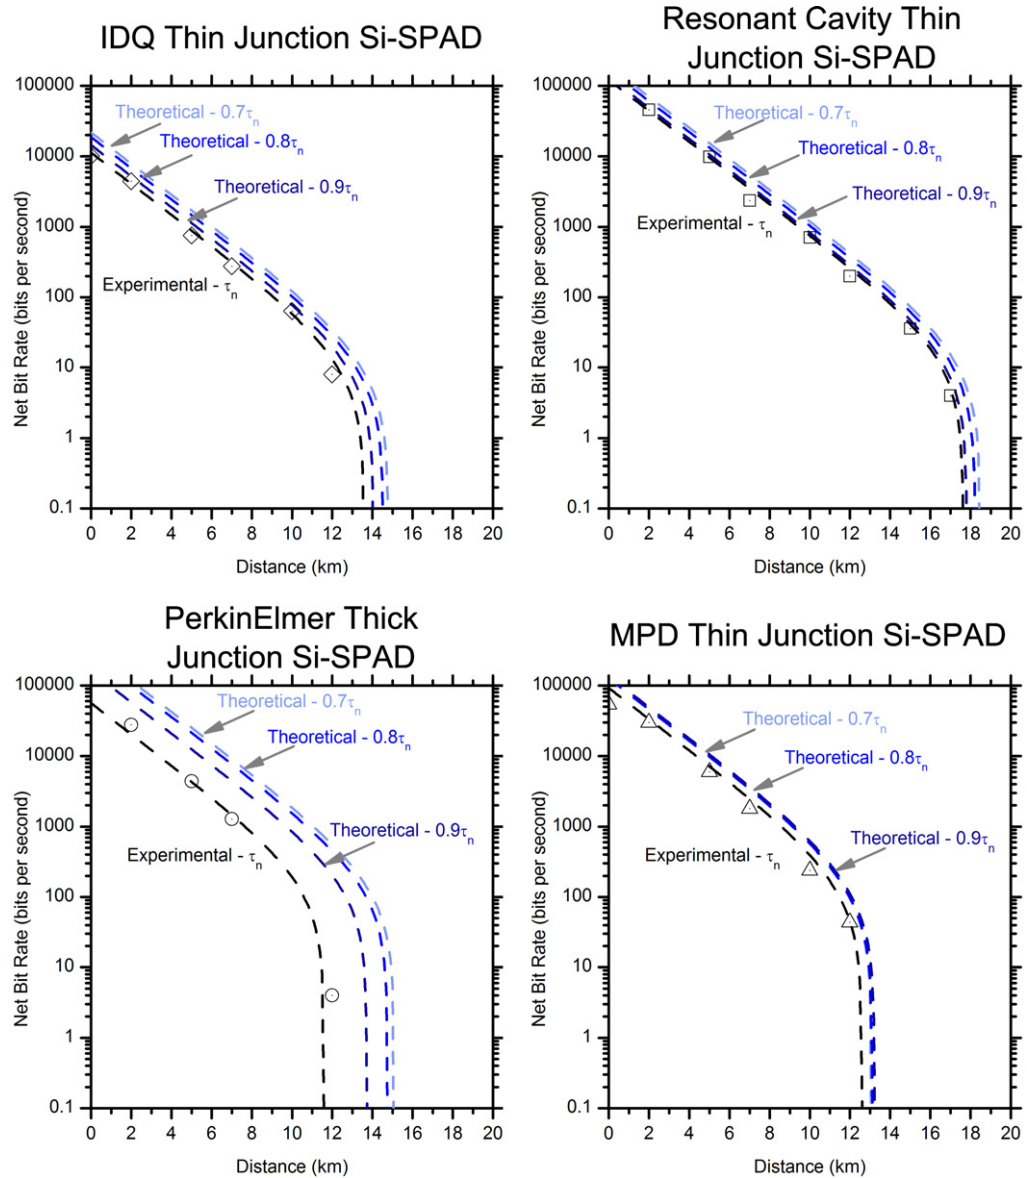 IDQ Thin Junction Si-SPAD
100000
10000
1000
100
10
1
0.1
Net Bit Rate (bits per second)
Theoretical - 0.7τn
Theoretical - 0.8τn
Theoretical - 0.9τn
Experimental - τn
0 2 4 6 8 10 12 14 16 18 20
Distance (km)
Resonant Cavity Thin
Junction Si-SPAD
100000
10000
1000
100
10
1
0.1
Net Bit Rate (bits per second)
Theoretical - 0.7τn
Theoretical - 0.8τn
Theoretical - 0.9τn
Experimental - τn
0 2 4 6 8 10 12 14 16 18 20
Distance (km)
PerkinElmer Thick
Junction Si-SPAD
100000
10000
1000
100
10
1
0.1
Net Bit Rate (bits per second)
Theoretical - 0.7τn
Theoretical - 0.8τn
Theoretical - 0.9τn
Experimental - τn
0 2 4 6 8 10 12 14 16 18 20
Distance (km)
MPD Thin Junction Si-SPAD
100000
10000
1000
100
10
1
0.1
Net Bit Rate (bits per second)
Theoretical - 0.7τn
Theoretical - 0.8τn
Theoretical - 0.9τn
Experimental - τn
0 2 4 6 8 10 12 14 16 18 20
Distance (km)